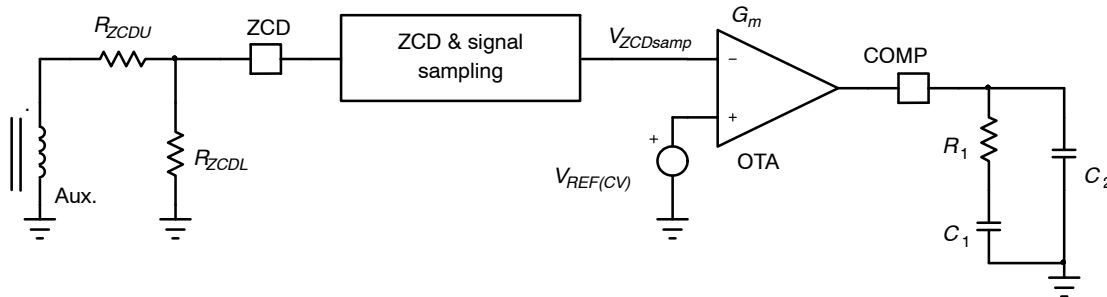 R_ZCDU
ZCD
ZCD & signal
sampling
V_ZCDsamp
G_m
COMP
−
+
+
OTA
R_ZCDL
Aux.
V_REF(CV)
R_1
C_1
C_2